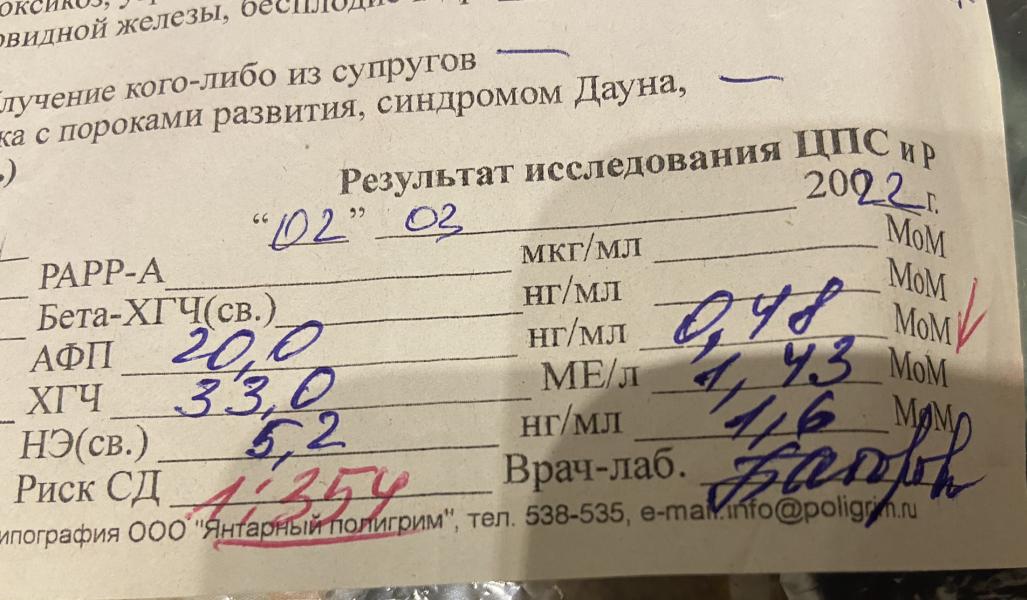 овидной железы, бесплодие
лучение кого-либо из супругов —
ка с пороками развития, синдромом Дауна, —
Результат исследования ЦПС и Р
“02” 03 20022 г.
PAPP-A мкг/мл МоМ
Бета-ХГЧ(св.) нг/мл МоМ
АФП 20,0 нг/мл 0,48 МоМ
ХГЧ 33,0 МЕ/л 1,43 МоМ
НЭ(св.) 5,2 нг/мл 1,6 МоМ
Риск СД 1:354 Врач-лаб.
ипография ООО "Янтарный полигрим", тел. 538-535, e-mail:info@poligrim.ru